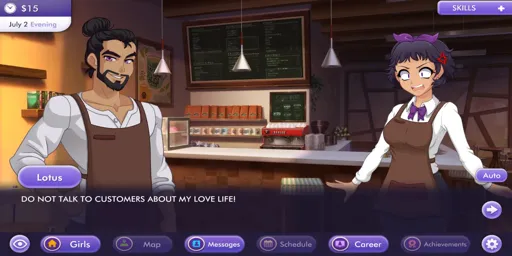 $15
SKILLS +
July 2 Evening
Lotus
Auto
DO NOT TALK TO CUSTOMERS ABOUT MY LOVE LIFE!
Girls
Map
Messages
Schedule
Career
Achievements